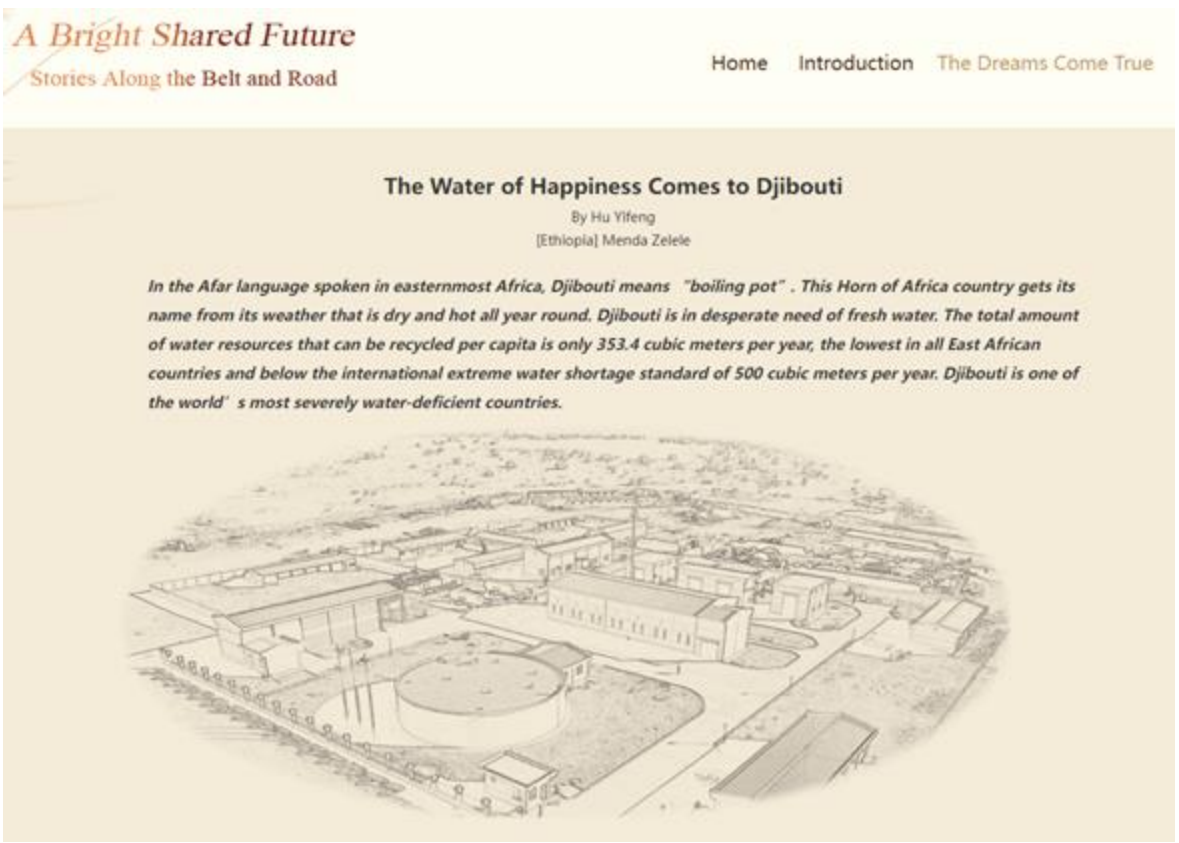 A Bright Shared Future
Stories Along the Belt and Road
Home Introduction The Dreams Come True
The Water of Happiness Comes to Djibouti
By Hu Yifeng
[Ethiopia] Menda Zelele
In the Afar language spoken in easternmost Africa, Djibouti means “boiling pot” . This Horn of Africa country gets its
name from its weather that is dry and hot all year round. Djibouti is in desperate need of fresh water. The total amount
of water resources that can be recycled per capita is only 353.4 cubic meters per year, the lowest in all East African
countries and below the international extreme water shortage standard of 500 cubic meters per year. Djibouti is one of
the world’ s most severely water-deficient countries.